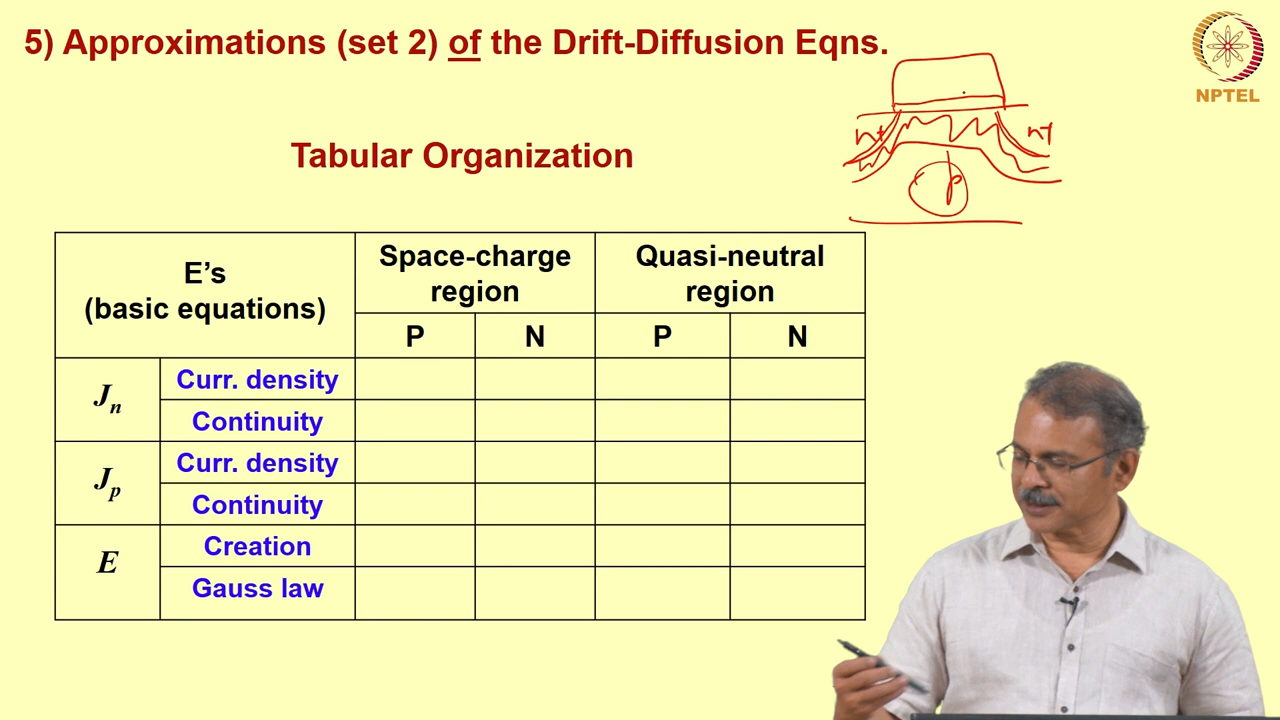 5) Approximations (set 2) of the Drift-Diffusion Eqns.
NPTEL
n+
n+
p
Tabular Organization
E's
(basic equations)
Space-charge
region
Quasi-neutral
region
P
N
P
N
Jn
Curr. density
Continuity
Jp
Curr. density
Continuity
E
Creation
Gauss law